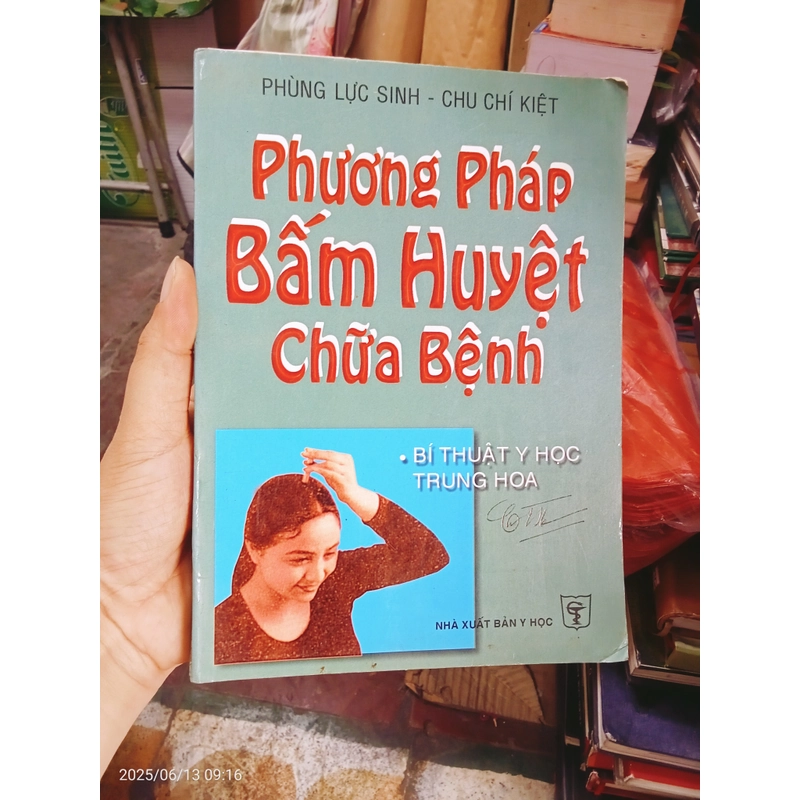 PHÙNG LỰC SINH - CHU CHÍ KIỆT
Phương Pháp
Bấm Huyệt
Chữa Bệnh
• BÍ THUẬT Y HỌC
TRUNG HOA
NHÀ XUẤT BẢN Y HỌC
2025/06/13 09:16